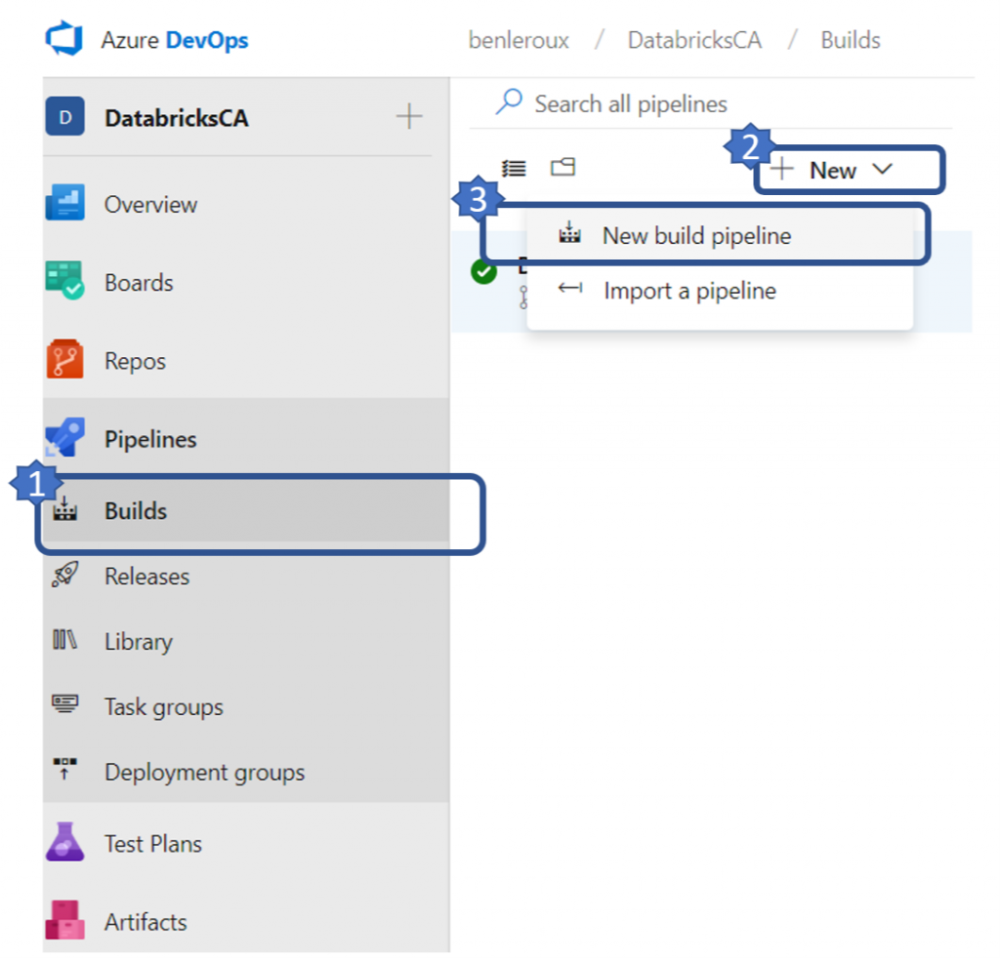 Azure DevOps
benleroux / DatabricksCA / Builds
D DatabricksCA
Search all pipelines
2
New
3
New build pipeline
Import a pipeline
Overview
Boards
Repos
Pipelines
1
Builds
Releases
Library
Task groups
Deployment groups
Test Plans
Artifacts